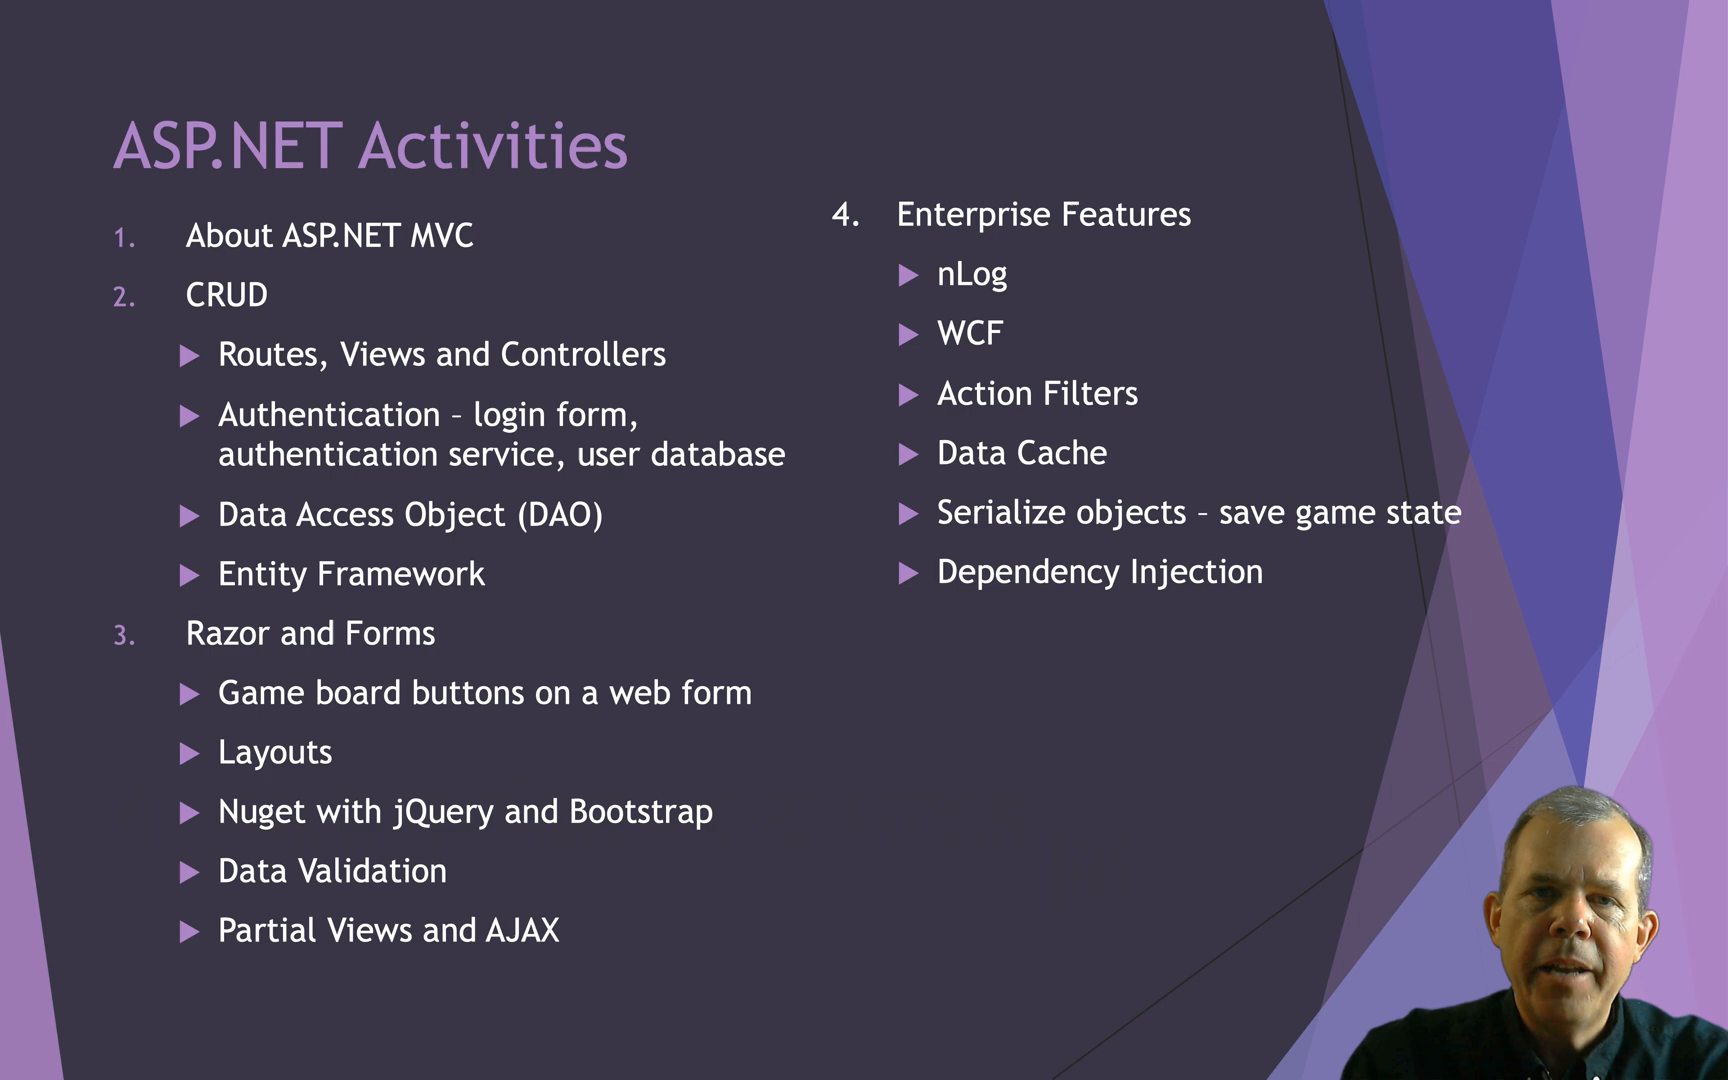 ASP.NET Activities
1. About ASP.NET MVC
2. CRUD
Routes, Views and Controllers
Authentication – login form,
authentication service, user database
Data Access Object (DAO)
Entity Framework
3. Razor and Forms
Game board buttons on a web form
Layouts
Nuget with jQuery and Bootstrap
Data Validation
Partial Views and AJAX
4. Enterprise Features
nLog
WCF
Action Filters
Data Cache
Serialize objects – save game state
Dependency Injection